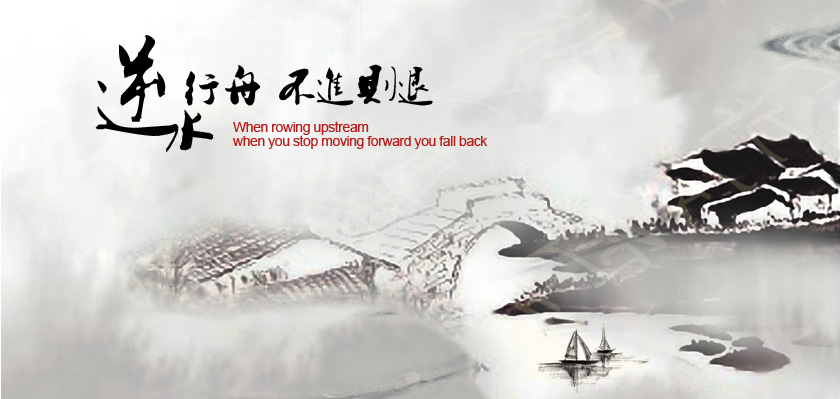 逆水行舟 不進則退
When rowing upstream
when you stop moving forward you fall back